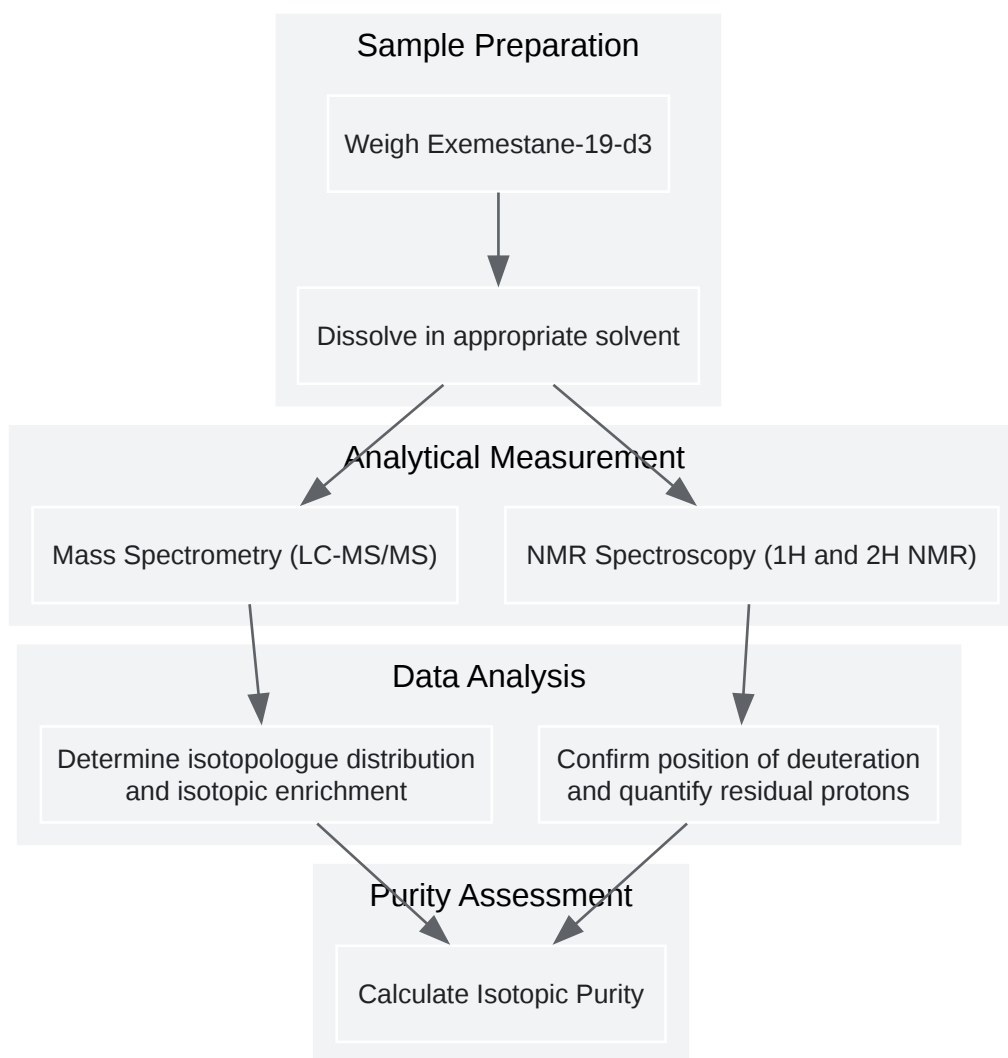 Sample Preparation
Weigh Exemestane-19-d3
Dissolve in appropriate solvent
Analytical Measurement
Mass Spectrometry (LC-MS/MS)
NMR Spectroscopy (1H and 2H NMR)
Data Analysis
Determine isotopologue distribution
and isotopic enrichment
Confirm position of deuteration
and quantify residual protons
Purity Assessment
Calculate Isotopic Purity